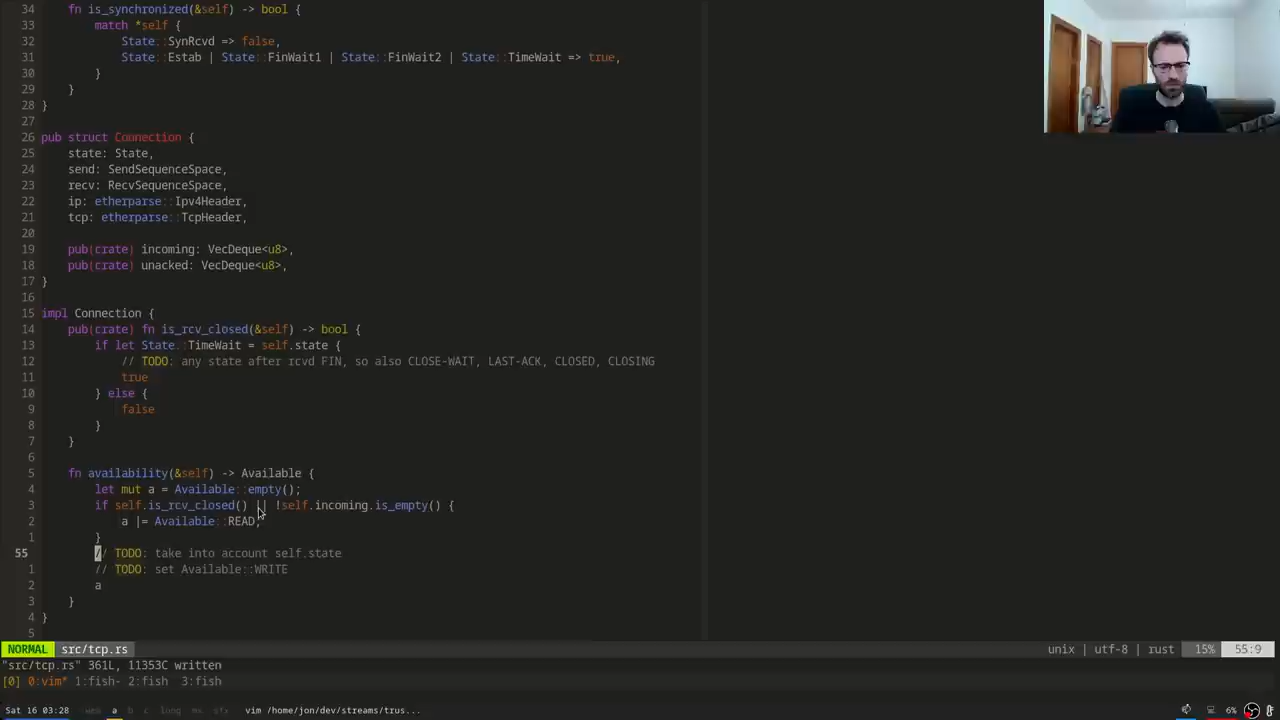 34 fn is_synchronized(&self) -> bool {
33 match *self {
32 State::SynRcvd => false,
31 State::Estab | State::FinWait1 | State::FinWait2 | State::TimeWait => true,
30 }
29 }
28 }
27
26 pub struct Connection {
25 state: State,
24 send: SendSequenceSpace,
23 recv: RecvSequenceSpace,
22 ip: etherparse::Ipv4Header,
21 tcp: etherparse::TcpHeader,
20
19 pub(crate) incoming: VecDeque<u8>,
18 pub(crate) unacked: VecDeque<u8>,
17 }
16
15 impl Connection {
14 pub(crate) fn is_rcv_closed(&self) -> bool {
13 if let State::TimeWait = self.state {
12 // TODO: any state after rcvd FIN, so also CLOSE-WAIT, LAST-ACK, CLOSED, CLOSING
11 true
10 } else {
9 false
8 }
7 }
6
5 fn availability(&self) -> Available {
4 let mut a = Available::empty();
3 if self.is_rcv_closed() || !self.incoming.is_empty() {
2 a |= Available::READ;
1 }
55 // TODO: take into account self.state
1 // TODO: set Available::WRITE
2 a
3 }
4 }
5
NORMAL src/tcp.rs unix | utf-8 | rust 15% 55:9
"src/tcp.rs" 361L, 11353C written
[0] 0:vim* 1:fish- 2:fish 3:fish
Sat 16 03:28 web a b c lung ms sfx vim /home/jon/dev/streams/trus... 6%